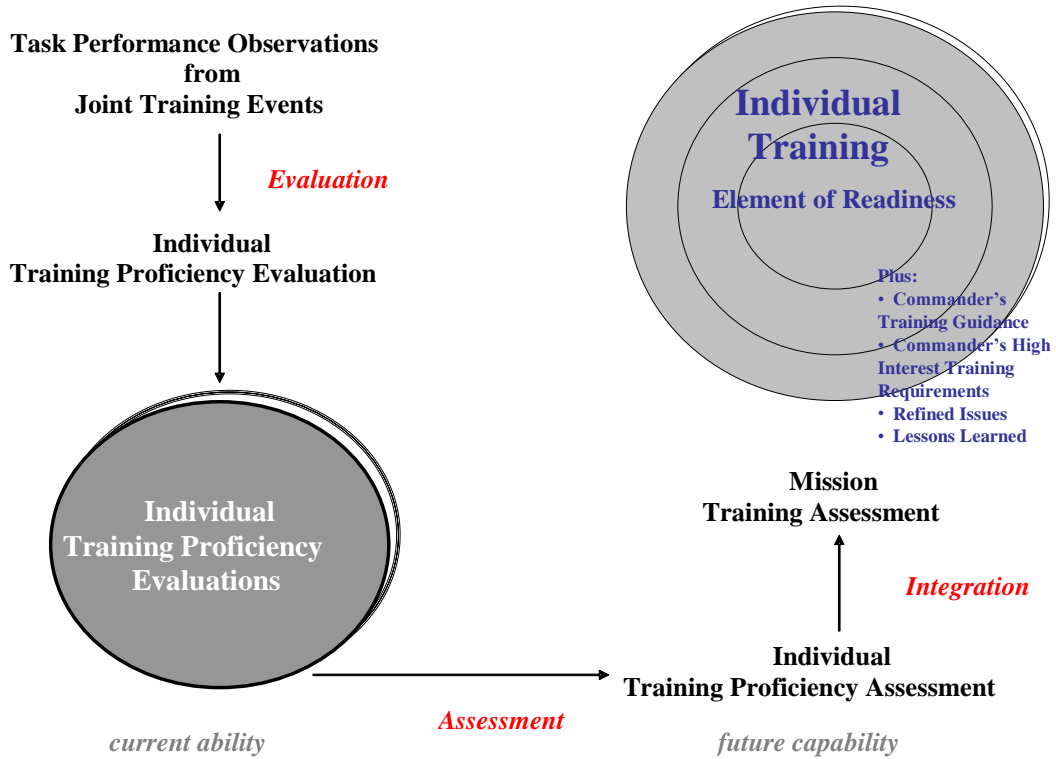 Task Performance Observations
from
Joint Training Events
Evaluation
Individual
Training Proficiency Evaluation
Individual
Training Proficiency
Evaluations
current ability
Assessment
Individual
Training
Element of Readiness
Plus:
• Commander's
Training Guidance
• Commander's High
Interest Training
Requirements
• Refined Issues
• Lessons Learned
Mission
Training Assessment
Integration
Individual
Training Proficiency Assessment
future capability